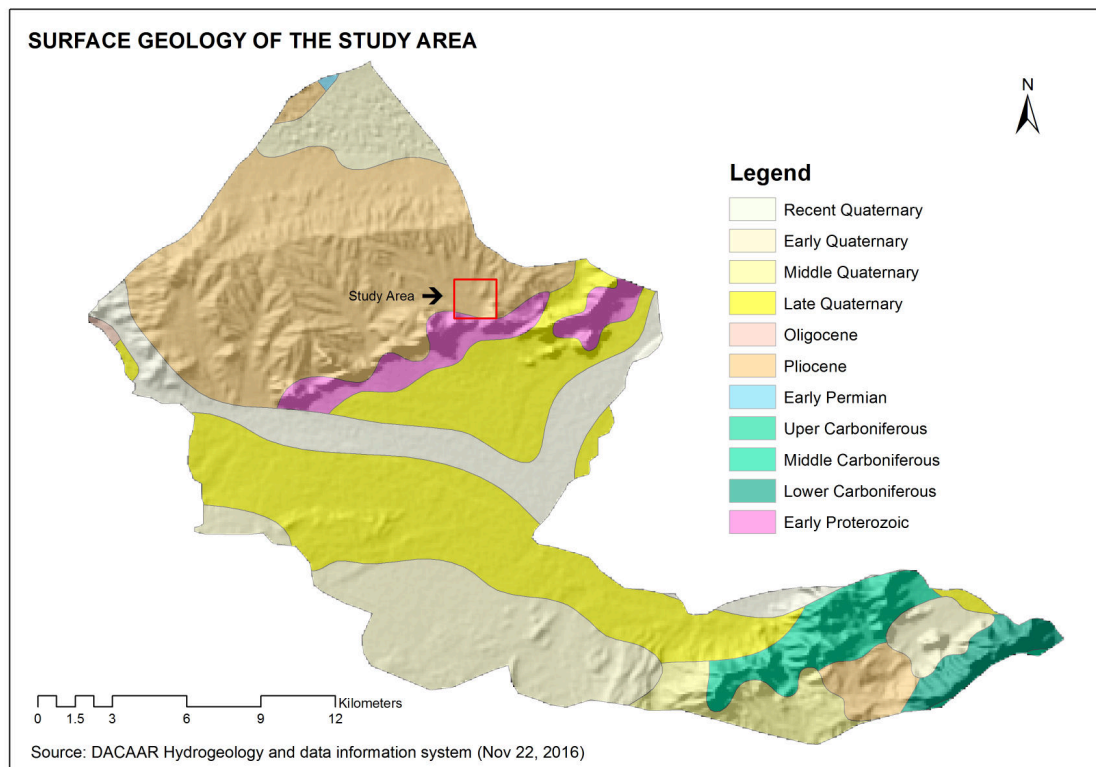 SURFACE GEOLOGY OF THE STUDY AREA
N
Legend
Recent Quaternary
Early Quaternary
Middle Quaternary
Late Quaternary
Oligocene
Pliocene
Early Permian
Uper Carboniferous
Middle Carboniferous
Lower Carboniferous
Early Proterozoic
Study Area
Kilometers
0 1.5 3 6 9 12
Source: DACAAR Hydrogeology and data information system (Nov 22, 2016)